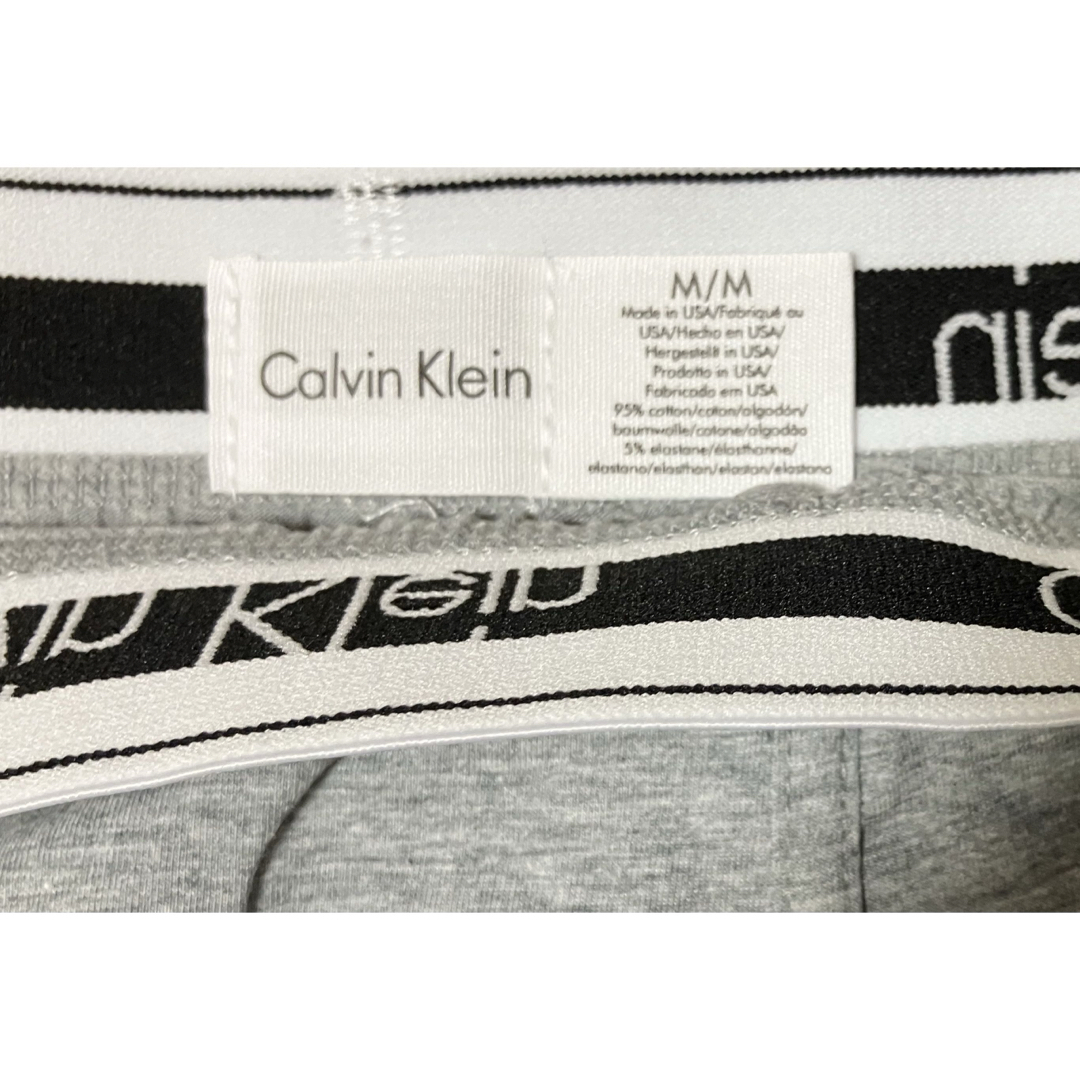 Calvin Klein
M/M
Made in USA/Fabriqué au
USA/Hecho en USA/
Hergestellt in USA/
Prodotto in USA/
Fabricado em USA
95% cotton/coton/algodón/
baumwolle/cotone/algodão
5% elastane/élasthanne/
elastano/elasthan/elastan/elastano
Klein